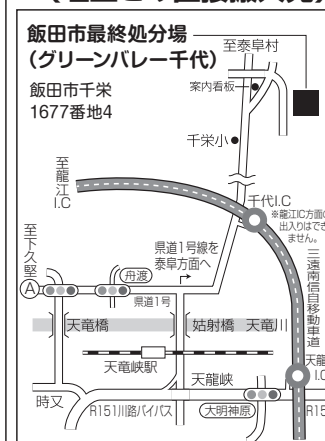 飯田市最終処分場
(グリーンバレー千代)
飯田市千栄
1677番地4
至泰阜村
案内看板
千栄小
至龍江I.C
千代I.C
※龍江IC方面の
出入りはでき
ません。
至下久堅
A
舟渡
県道1号線を
泰阜方面へ
県道1号
三遠南信自動車道
天竜橋
姑射橋
天竜川
天竜峡駅
天龍峡
時又
R151川路バイパス
大明神原